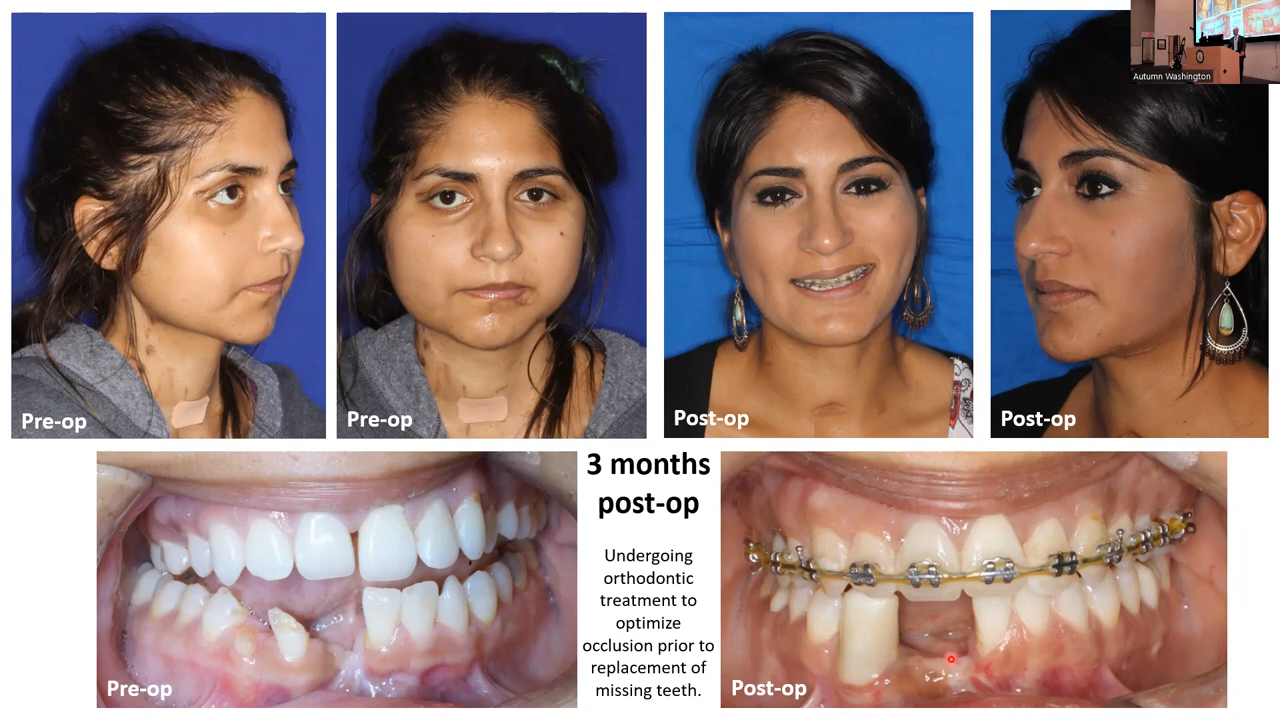 Autumn Washington
Pre-op
Pre-op
Post-op
Post-op
3 months
post-op
Undergoing
orthodontic
treatment to
optimize
occlusion prior to
replacement of
missing teeth.
Pre-op
Post-op